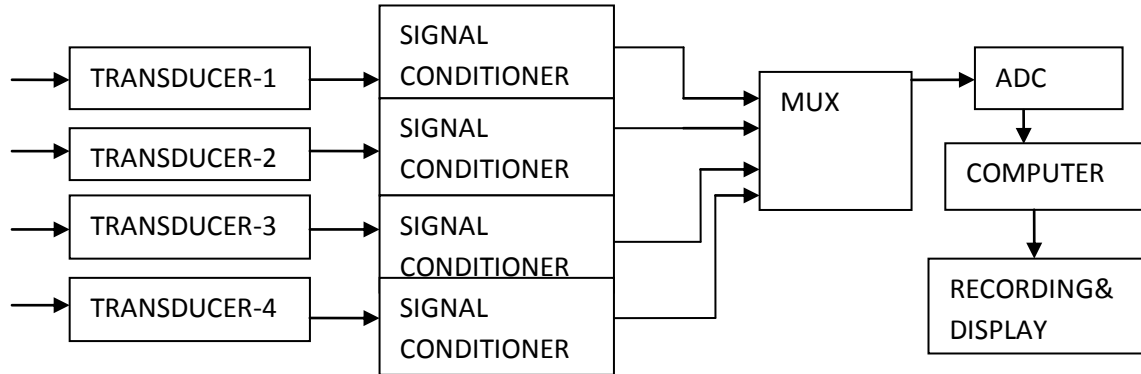 TRANSDUCER-1
SIGNAL
CONDITIONER
TRANSDUCER-2
SIGNAL
CONDITIONER
TRANSDUCER-3
SIGNAL
CONDITIONER
TRANSDUCER-4
SIGNAL
CONDITIONER
MUX
ADC
COMPUTER
RECORDING&
DISPLAY